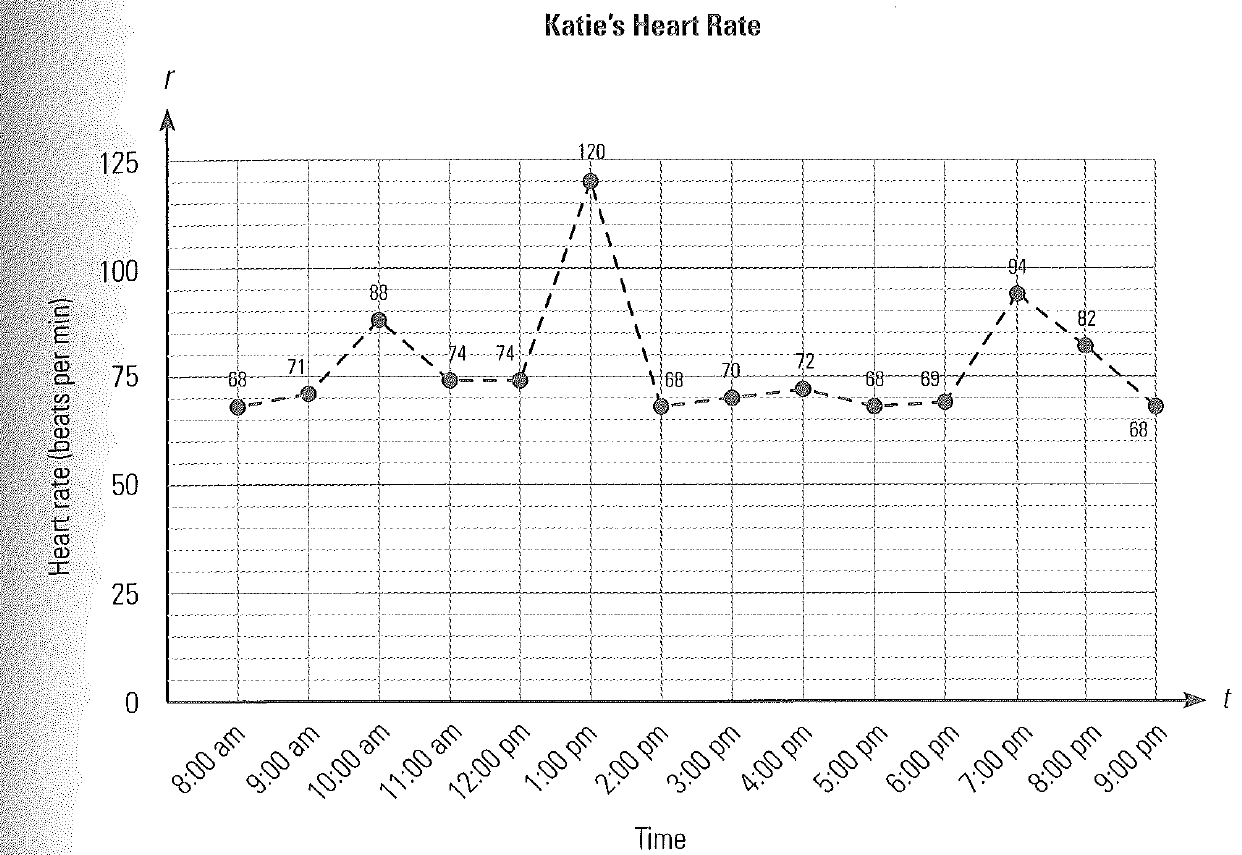 Katie's Heart Rate
r
120
125
100
94
88
82
74
74
72
71
70
75
68
68
68
69
68
50
25
0
Heart rate (beats per min)
t
8:00 am
9:00 am
10:00 am
11:00 am
12:00 pm
1:00 pm
2:00 pm
3:00 pm
4:00 pm
5:00 pm
6:00 pm
7:00 pm
8:00 pm
9:00 pm
Time